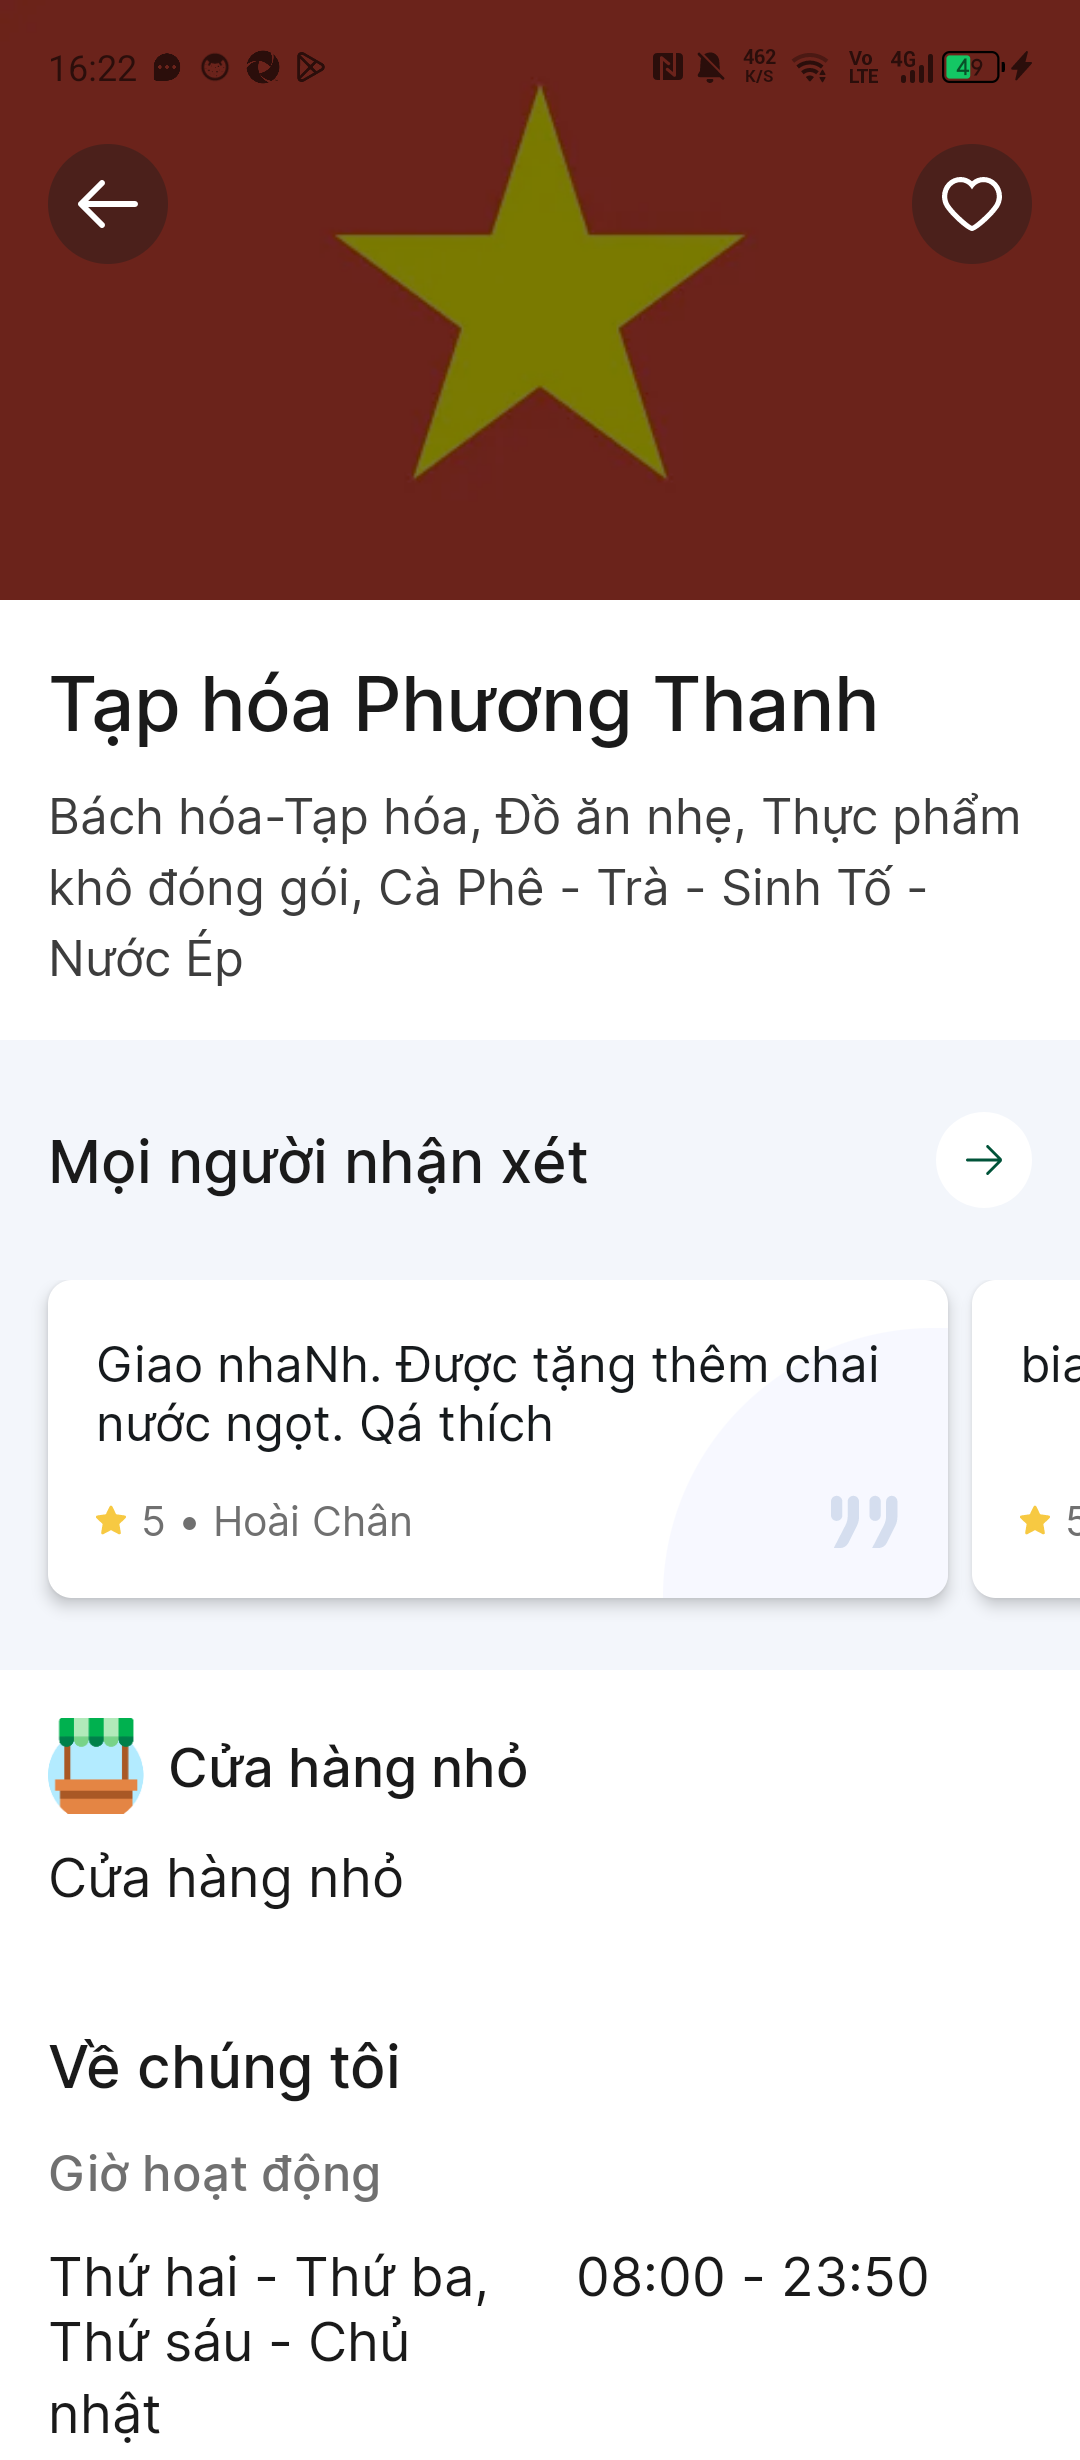 16:22
462
K/S
Vo
LTE
4G
49
Tạp hóa Phương Thanh
Bách hóa-Tạp hóa, Đồ ăn nhẹ, Thực phẩm
khô đóng gói, Cà Phê - Trà - Sinh Tố -
Nước Ép
Mọi người nhận xét
Giao nhaNh. Được tặng thêm chai
nước ngọt. Qá thích
5 • Hoài Chân
bia
5
Cửa hàng nhỏ
Cửa hàng nhỏ
Về chúng tôi
Giờ hoạt động
Thứ hai - Thứ ba,
08:00 - 23:50
Thứ sáu - Chủ
nhật